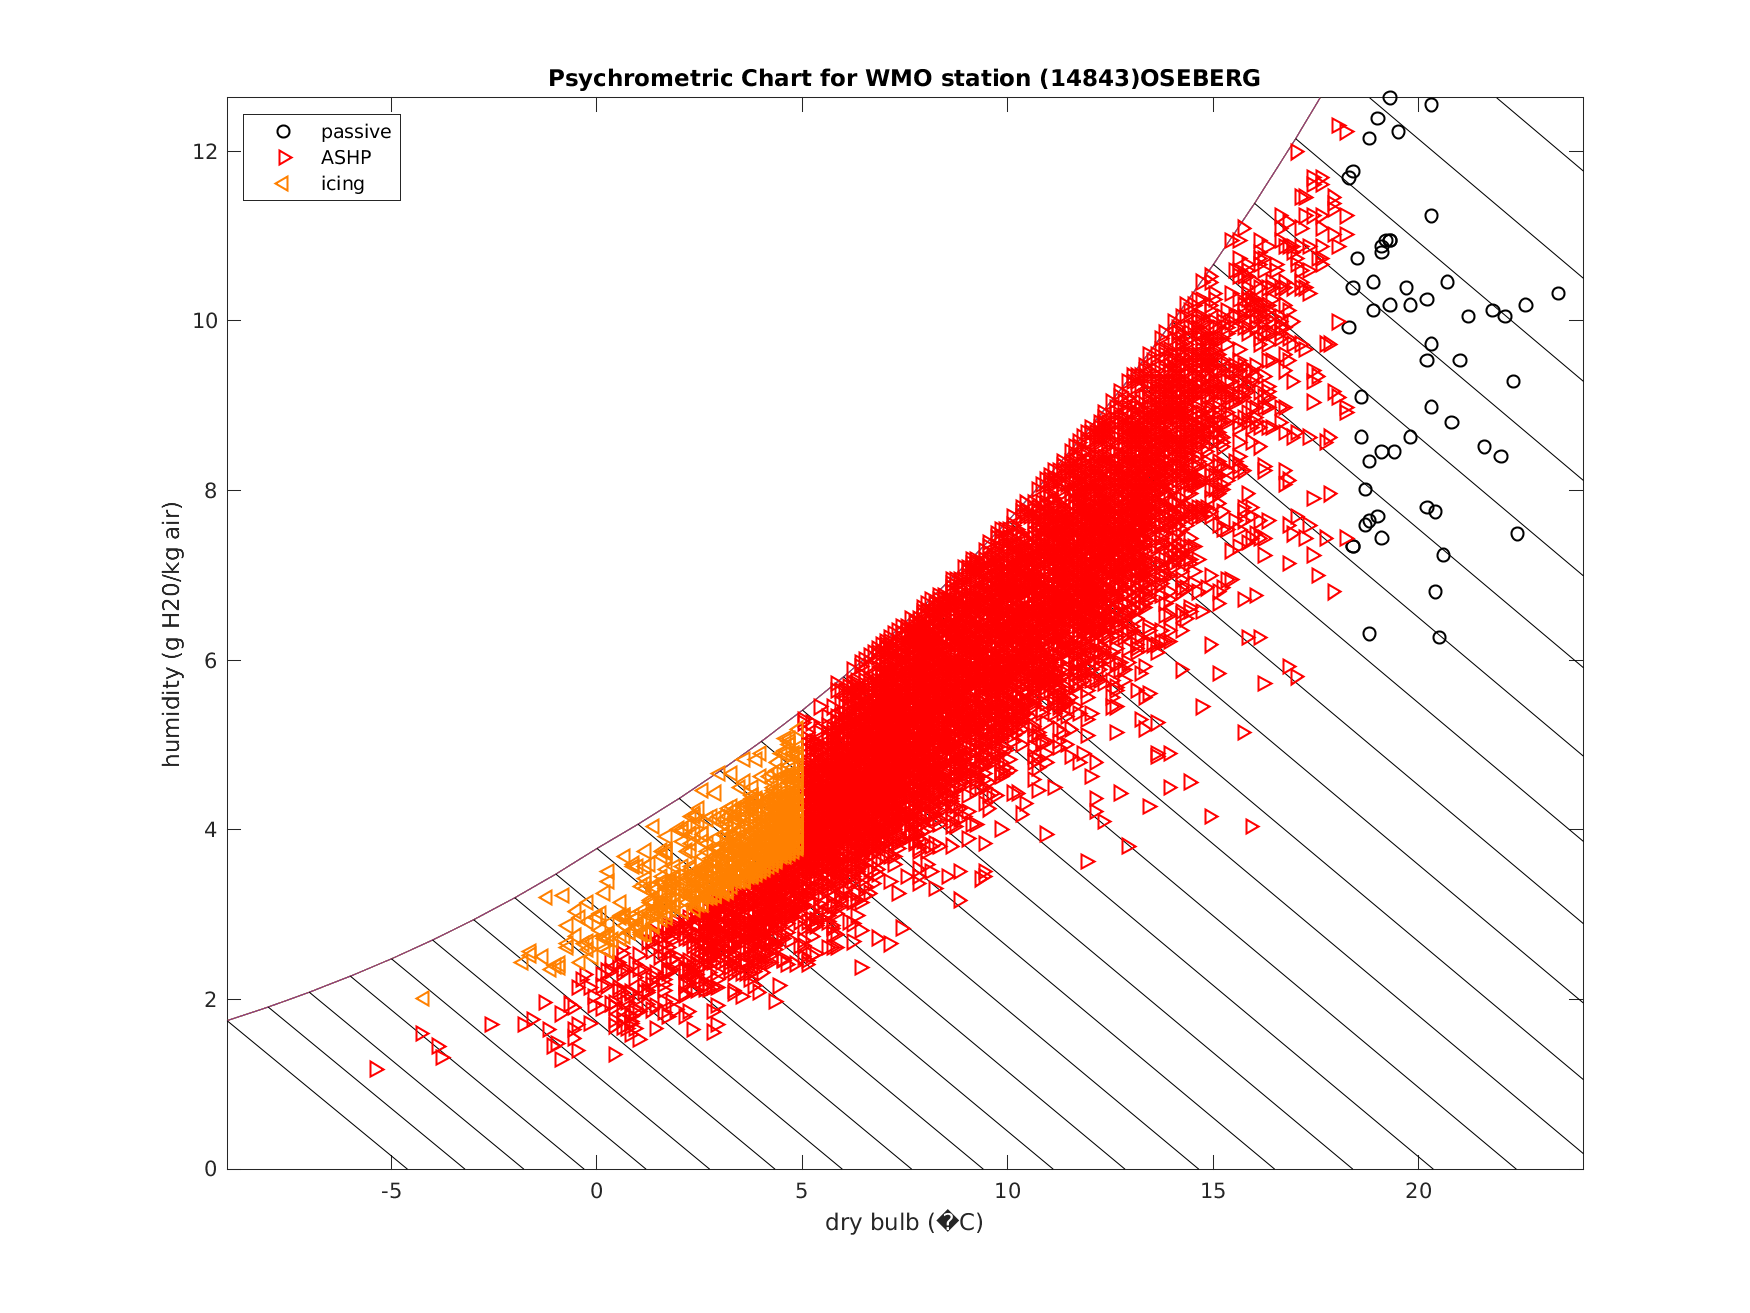 Psychrometric Chart for WMO station (14843)OSEBERG
passive
ASHP
icing
humidity (g H20/kg air)
12
10
8
6
4
2
0
-5 0 5 10 15 20
dry bulb (�C)